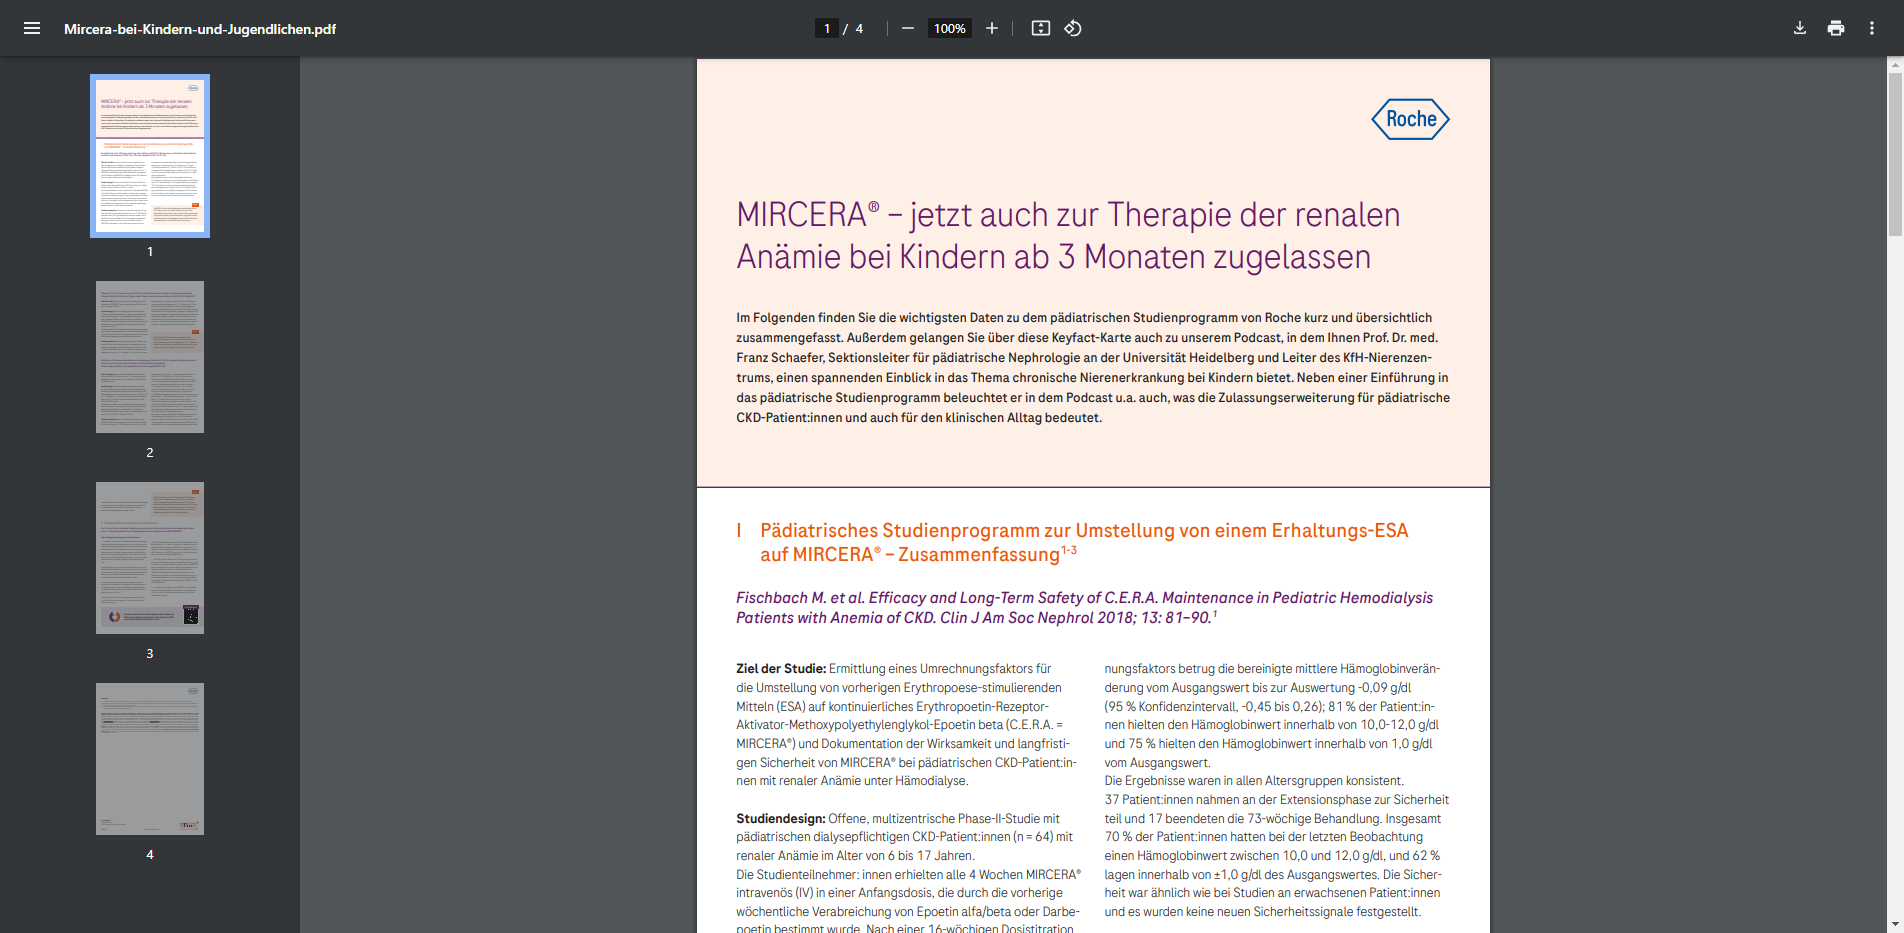 Mircera-bei-Kindern-und-Jugendlichen.pdf
1 / 4
100%
1
2
3
4
Roche
MIRCERA® – jetzt auch zur Therapie der renalen
Anämie bei Kindern ab 3 Monaten zugelassen
Im Folgenden finden Sie die wichtigsten Daten zu dem pädiatrischen Studienprogramm von Roche kurz und übersichtlich
zusammengefasst. Außerdem gelangen Sie über diese Keyfact-Karte auch zu unserem Podcast, in dem Ihnen Prof. Dr. med.
Franz Schaefer, Sektionsleiter für pädiatrische Nephrologie an der Universität Heidelberg und Leiter des KfH-Nierenzen-
trums, einen spannenden Einblick in das Thema chronische Nierenerkrankung bei Kindern bietet. Neben einer Einführung in
das pädiatrische Studienprogramm beleuchtet er in dem Podcast u.a. auch, was die Zulassungserweiterung für pädiatrische
CKD-Patient:innen und auch für den klinischen Alltag bedeutet.
I Pädiatrisches Studienprogramm zur Umstellung von einem Erhaltungs-ESA
auf MIRCERA® – Zusammenfassung1-3
Fischbach M. et al. Efficacy and Long-Term Safety of C.E.R.A. Maintenance in Pediatric Hemodialysis
Patients with Anemia of CKD. Clin J Am Soc Nephrol 2018; 13: 81–90.1
Ziel der Studie: Ermittlung eines Umrechnungsfaktors für
die Umstellung von vorherigen Erythropoese-stimulierenden
Mitteln (ESA) auf kontinuierliches Erythropoetin-Rezeptor-
Aktivator-Methoxypolyethylenglykol-Epoetin beta (C.E.R.A. =
MIRCERA®) und Dokumentation der Wirksamkeit und langfristi-
gen Sicherheit von MIRCERA® bei pädiatrischen CKD-Patient:in-
nen mit renaler Anämie unter Hämodialyse.
Studiendesign: Offene, multizentrische Phase-II-Studie mit
pädiatrischen dialysepflichtigen CKD-Patient:innen (n = 64) mit
renaler Anämie im Alter von 6 bis 17 Jahren.
Die Studienteilnehmer: innen erhielten alle 4 Wochen MIRCERA®
intravenös (IV) in einer Anfangsdosis, die durch die vorherige
wöchentliche Verabreichung von Epoetin alfa/beta oder Darbe-
poetin bestimmt wurde. Nach einer 16-wöchigen Dosistitration
nungsfaktors betrug die bereinigte mittlere Hämoglobinverän-
derung vom Ausgangswert bis zur Auswertung -0,09 g/dl
(95 % Konfidenzintervall, -0,45 bis 0,26); 81 % der Patient:in-
nen hielten den Hämoglobinwert innerhalb von 10,0-12,0 g/dl
und 75 % hielten den Hämoglobinwert innerhalb von 1,0 g/dl
vom Ausgangswert.
Die Ergebnisse waren in allen Altersgruppen konsistent.
37 Patient:innen nahmen an der Extensionsphase zur Sicherheit
teil und 17 beendeten die 73-wöchige Behandlung. Insgesamt
70 % der Patient:innen hatten bei der letzten Beobachtung
einen Hämoglobinwert zwischen 10,0 und 12,0 g/dl, und 62 %
lagen innerhalb von ±1,0 g/dl des Ausgangswertes. Die Sicher-
heit war ähnlich wie bei Studien an erwachsenen Patient:innen
und es wurden keine neuen Sicherheitssignale festgestellt.